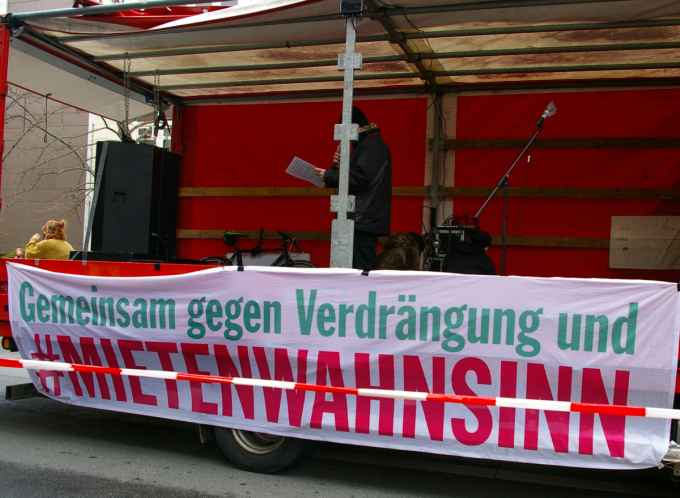 Gemeinsam gegen Verdrängung und
#MIETENWAHNSINN